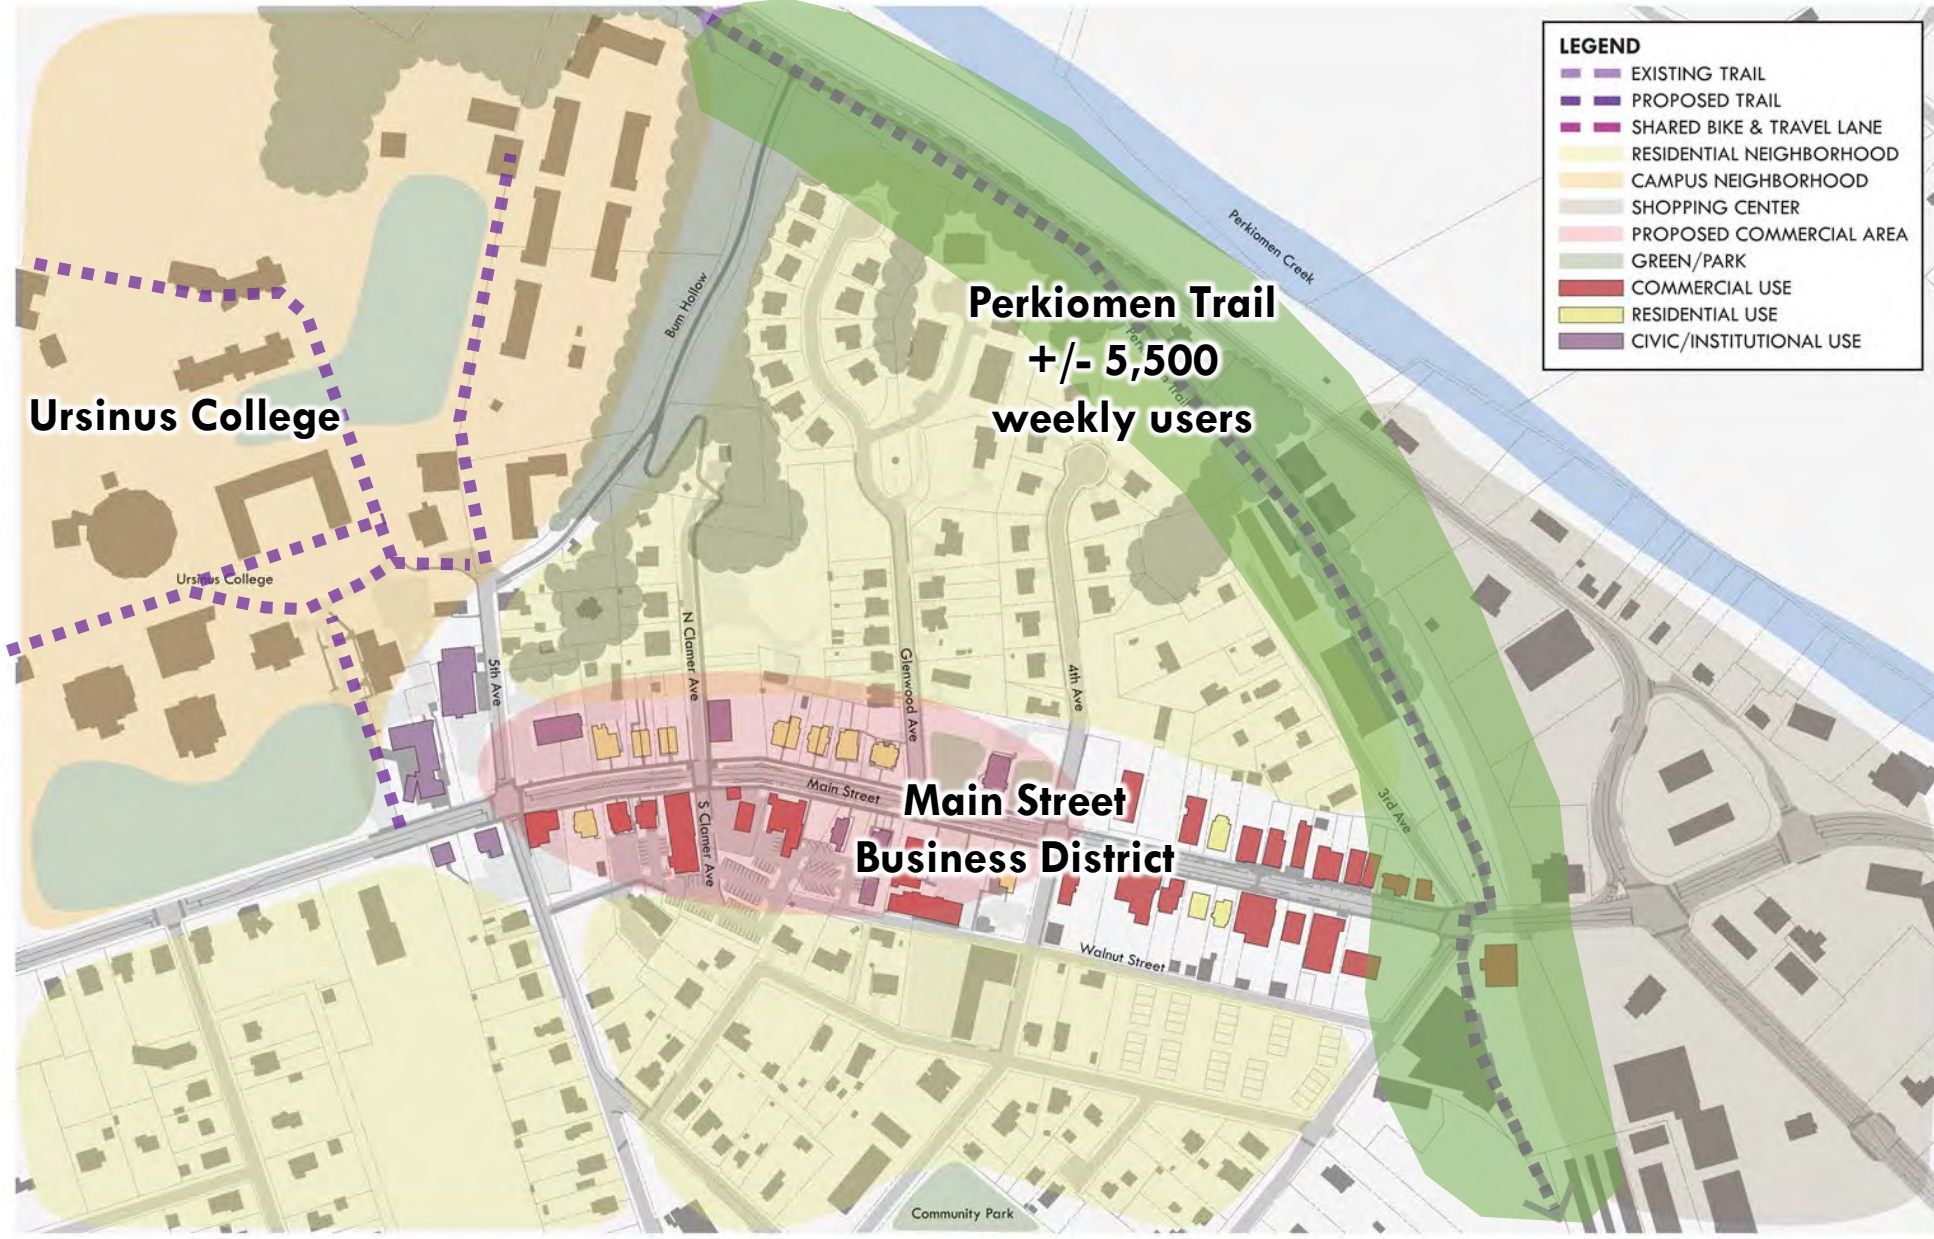 LEGEND
EXISTING TRAIL
PROPOSED TRAIL
SHARED BIKE & TRAVEL LANE
RESIDENTIAL NEIGHBORHOOD
CAMPUS NEIGHBORHOOD
SHOPPING CENTER
PROPOSED COMMERCIAL AREA
GREEN/PARK
COMMERCIAL USE
RESIDENTIAL USE
CIVIC/INSTITUTIONAL USE
Perkiomen Creek
Perkiomen Trail
+/- 5,500
weekly users
Bum Hollow
Ursinus College
Ursinus College
5th Ave
N Clamer Ave
Glenwood Ave
4th Ave
Main Street
Main Street
Business District
S Clamer Ave
3rd Ave
Walnut Street
Community Park